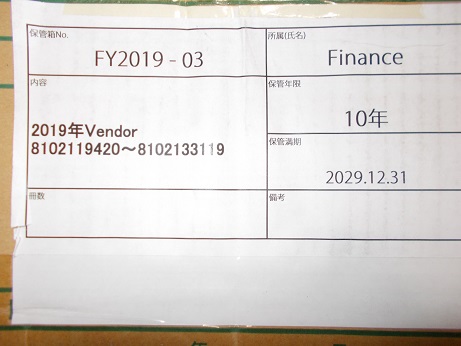 保管箱No.
FY2019 - 03
所属(氏名)
Finance
内容
2019年Vendor
8102119420～8102133119
保管年限
10年
保管満期
2029.12.31
冊数
備考